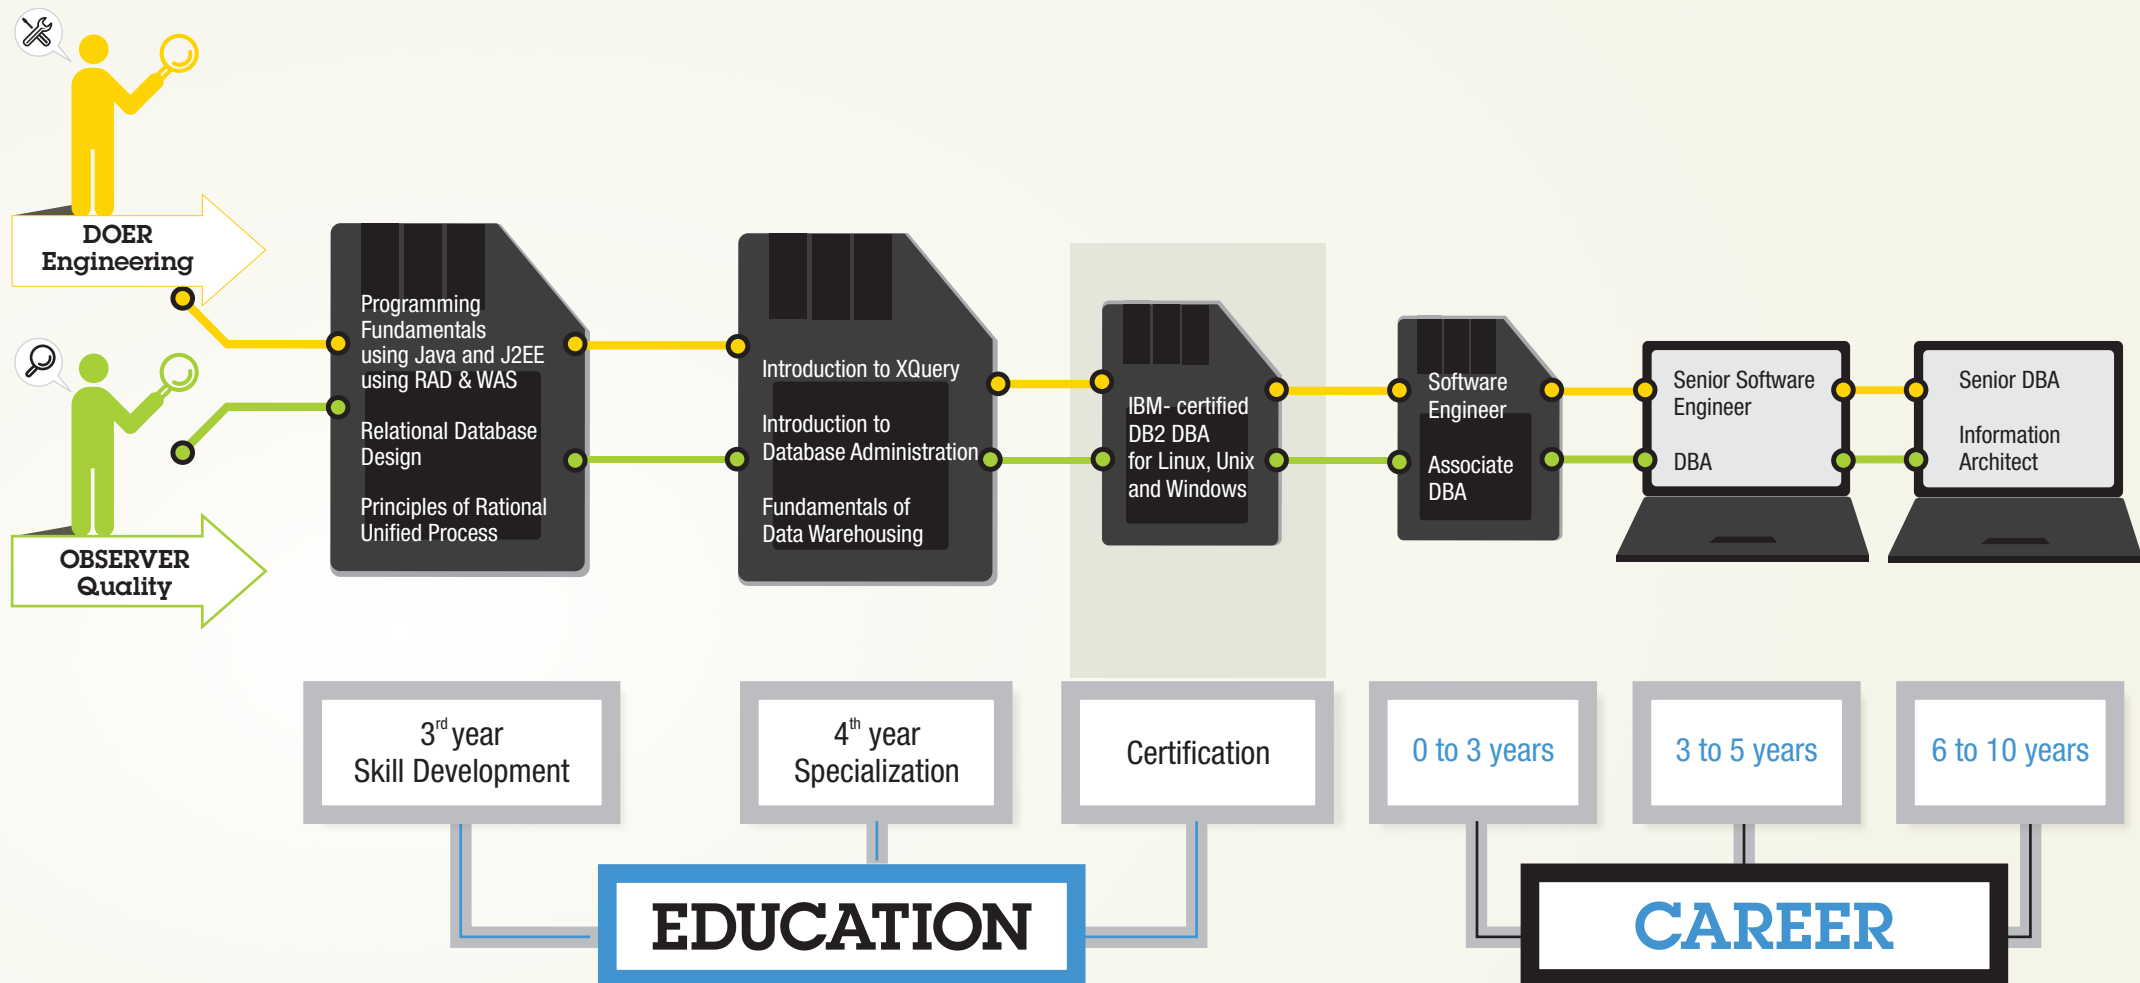 DOER
Engineering
OBSERVER
Quality
Programming
Fundamentals
using Java and J2EE
using RAD & WAS
Relational Database
Design
Principles of Rational
Unified Process
Introduction to XQuery
Introduction to
Database Administration
Fundamentals of
Data Warehousing
IBM- certified
DB2 DBA
for Linux, Unix
and Windows
Software
Engineer
Associate
DBA
Senior Software
Engineer
DBA
Senior DBA
Information
Architect
3rd year
Skill Development
4th year
Specialization
Certification
0 to 3 years
3 to 5 years
6 to 10 years
EDUCATION
CAREER